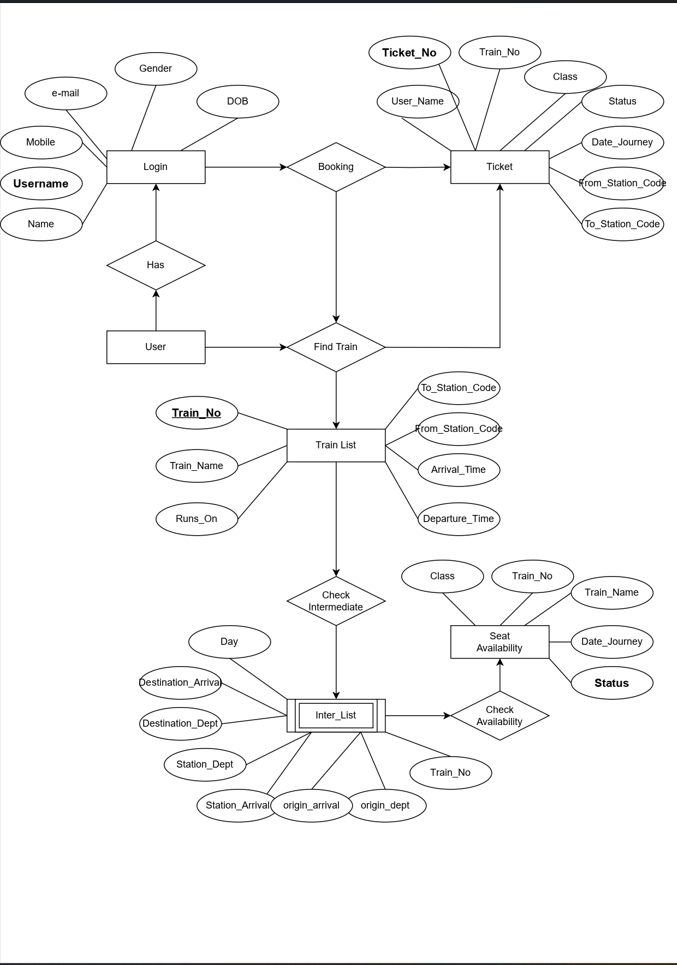 Ticket_No
Train_No
Gender
Class
e-mail
DOB
User_Name
Status
Mobile
Date_Journey
Login
Booking
Ticket
Username
From_Station_Code
Name
To_Station_Code
Has
User
Find Train
To_Station_Code
Train_No
From_Station_Code
Train List
Train_Name
Arrival_Time
Runs_On
Departure_Time
Class
Train_No
Check
Intermediate
Train_Name
Day
Seat
Availability
Date_Journey
Destination_Arrival
Status
Inter_List
Check
Availability
Destination_Dept
Station_Dept
Train_No
Station_Arrival
origin_arrival
origin_dept